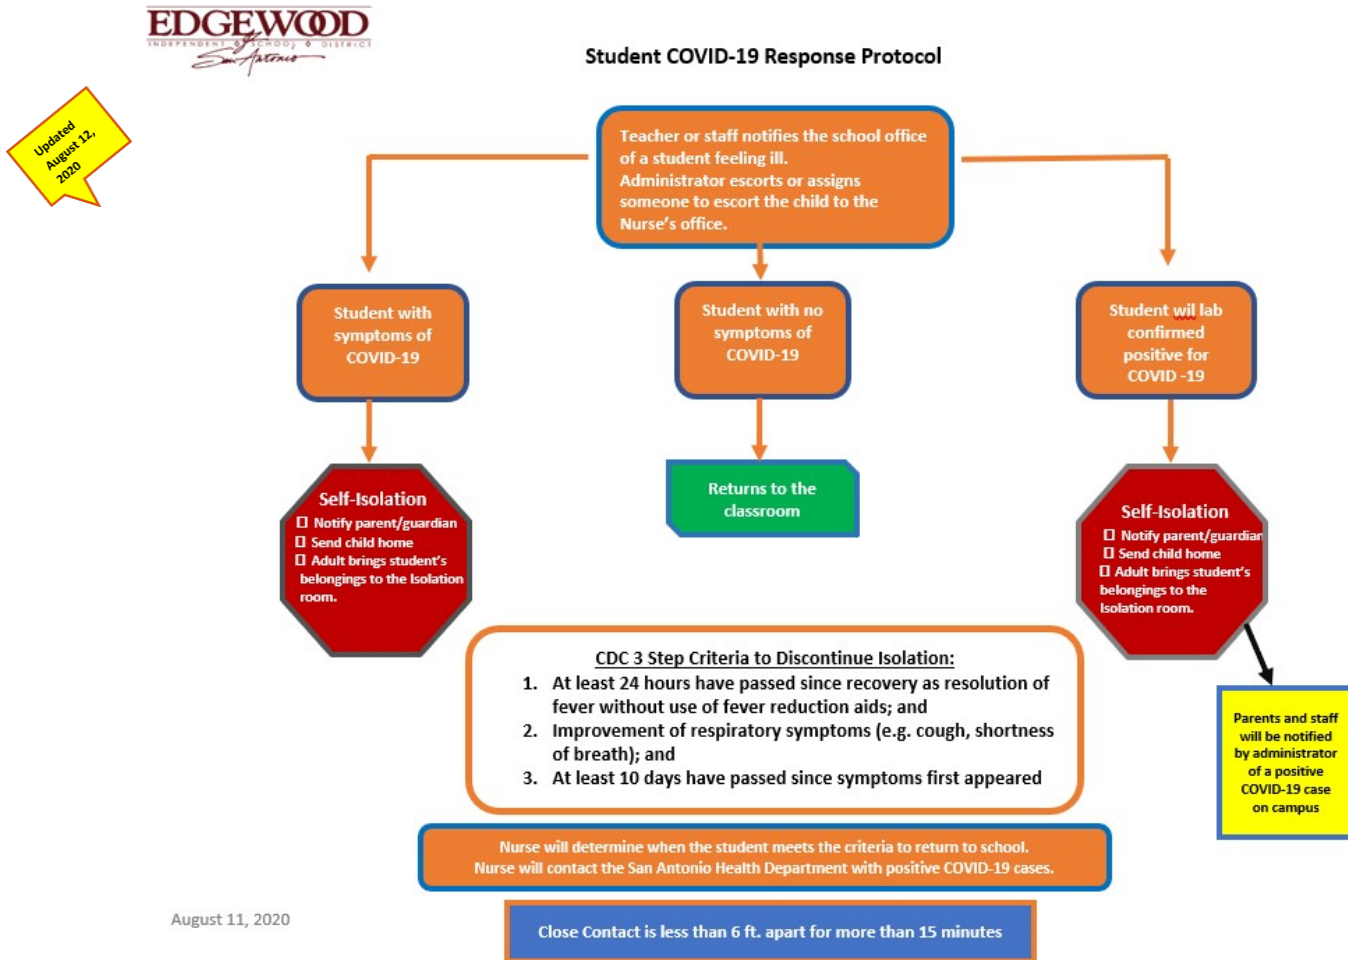 EDGEWOOD
INDEPENDENT SCHOOL DISTRICT
San Antonio
Student COVID-19 Response Protocol
Updated
August 12,
2020
Teacher or staff notifies the school office
of a student feeling ill.
Administrator escorts or assigns
someone to escort the child to the
Nurse's office.
Student with
symptoms of
COVID-19
Student with no
symptoms of
COVID-19
Student wil lab
confirmed
positive for
COVID -19
Self-Isolation
☐ Notify parent/guardian
☐ Send child home
☐ Adult brings student's
belongings to the Isolation
room.
Returns to the
classroom
Self-Isolation
☐ Notify parent/guardian
☐ Send child home
☐ Adult brings student's
belongings to the
Isolation room.
CDC 3 Step Criteria to Discontinue Isolation:
1. At least 24 hours have passed since recovery as resolution of
fever without use of fever reduction aids; and
2. Improvement of respiratory symptoms (e.g. cough, shortness
of breath); and
3. At least 10 days have passed since symptoms first appeared
Parents and staff
will be notified
by administrator
of a positive
COVID-19 case
on campus
Nurse will determine when the student meets the criteria to return to school.
Nurse will contact the San Antonio Health Department with positive COVID-19 cases.
August 11, 2020
Close Contact is less than 6 ft. apart for more than 15 minutes